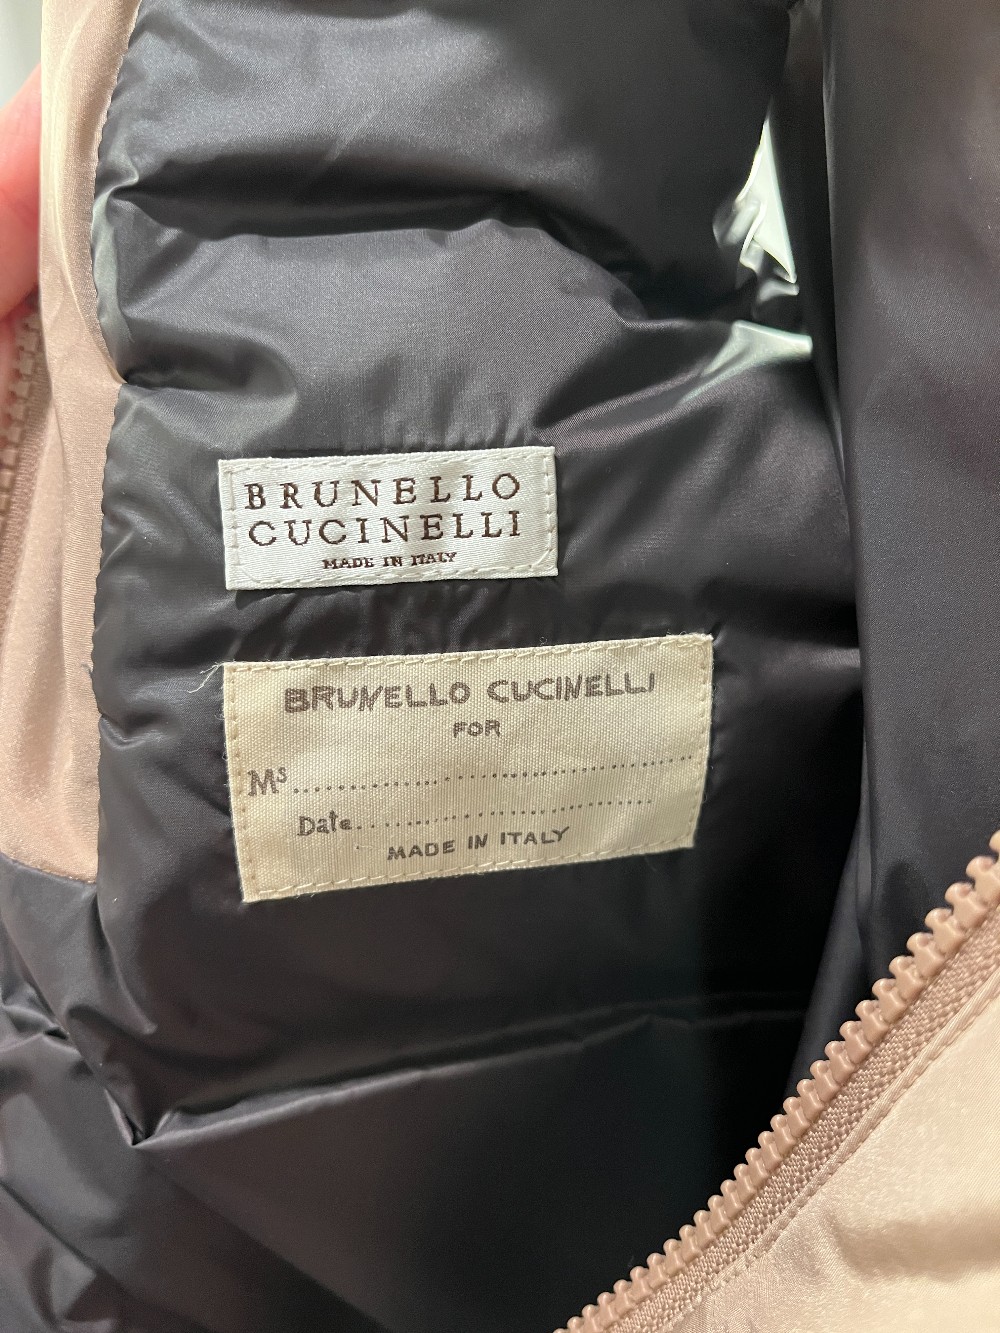 BRUNELLO
CUCINELLI
MADE IN ITALY
BRUNELLO CUCINELLI
FOR
Ms..............................................
Date..................................
MADE IN ITALY